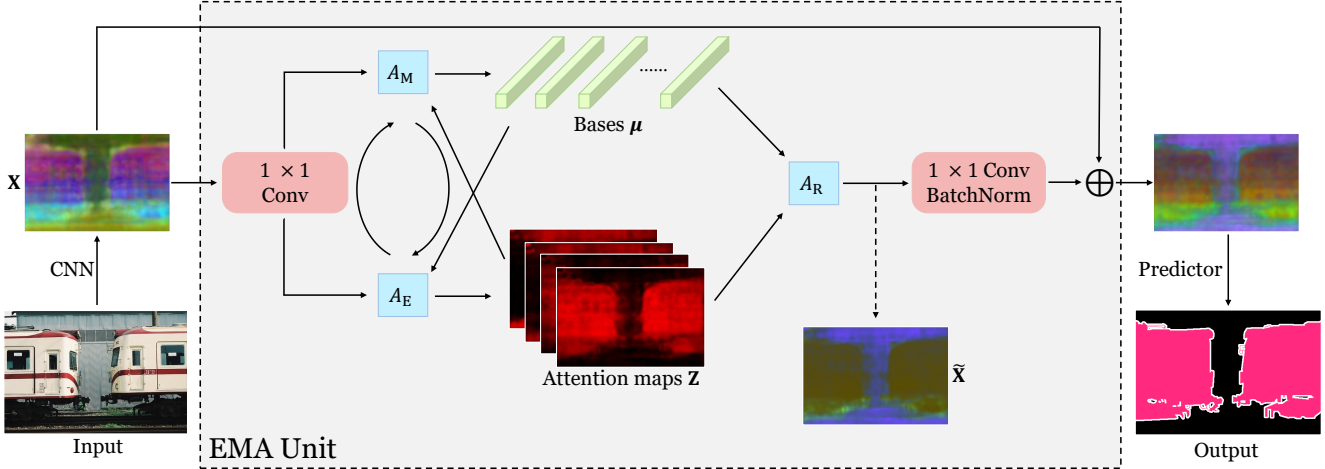 A_M
......
Bases μ
X
1 × 1
Conv
A_R
1 × 1 Conv
BatchNorm
CNN
A_E
X̃
Predictor
Attention maps Z
Input
EMA Unit
Output